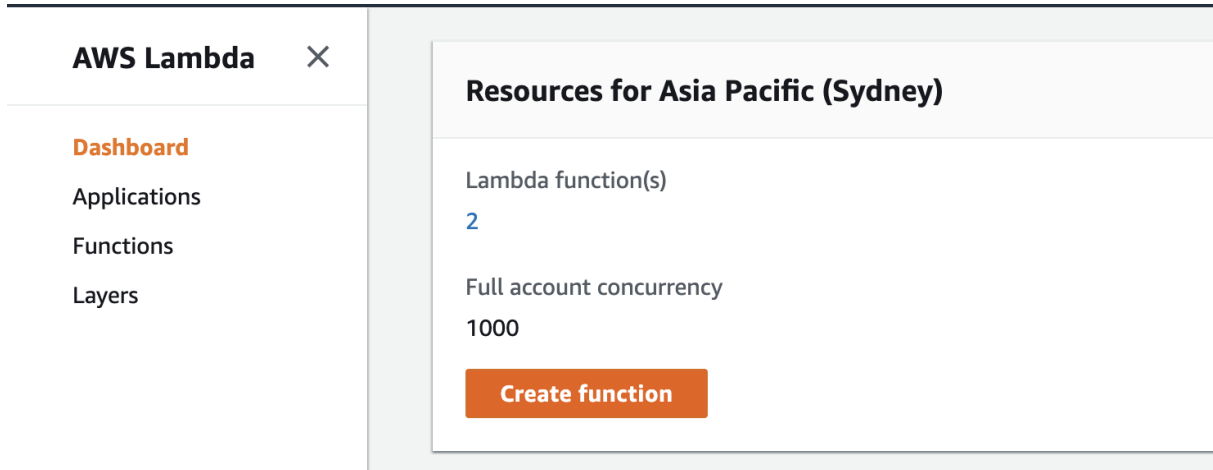 AWS Lambda
Dashboard
Applications
Functions
Layers
Resources for Asia Pacific (Sydney)
Lambda function(s)
2
Full account concurrency
1000
Create function